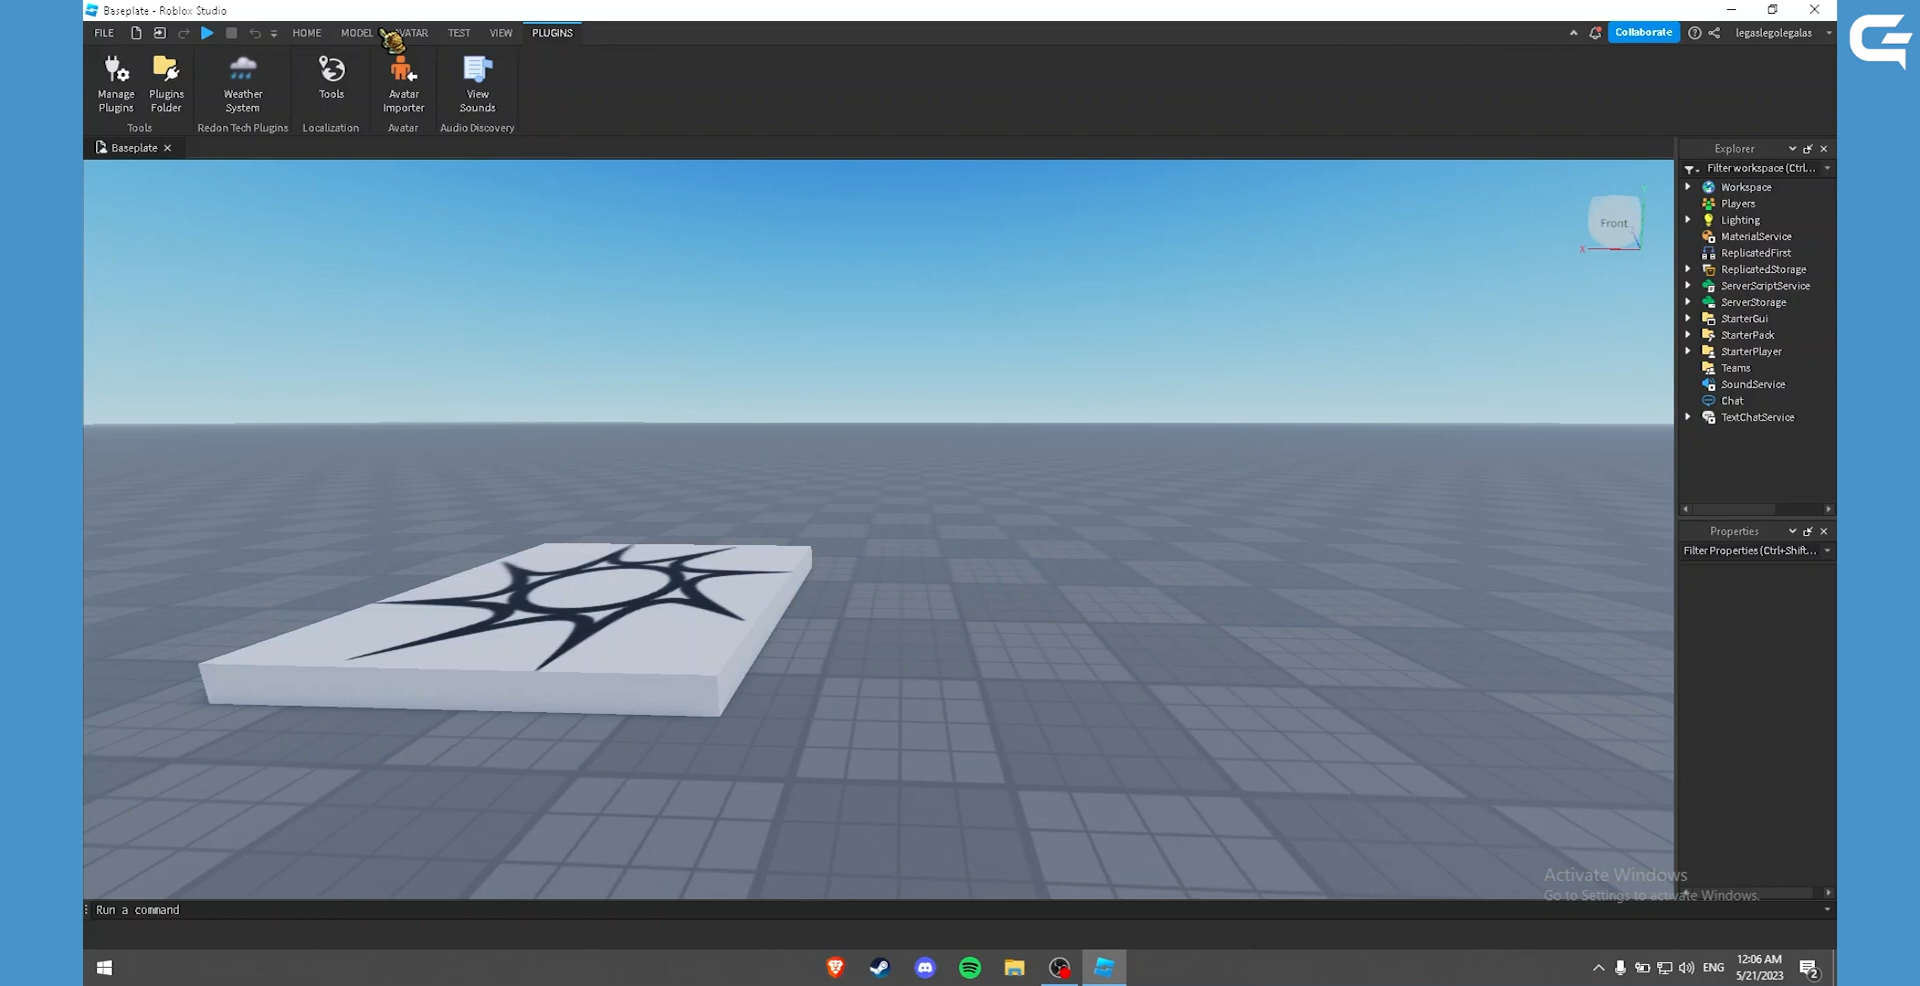 Baseplate - Roblox Studio
FILE HOME MODEL AVATAR TEST VIEW PLUGINS Collaborate legaslegolegalas
Manage Plugins
Plugins Folder
Weather System
Tools
Avatar Importer
View Sounds
Tools Redon Tech Plugins Localization Avatar Audio Discovery
Baseplate
Front
X
Y
Explorer
Filter workspace (Ctrl...
Workspace
Players
Lighting
MaterialService
ReplicatedFirst
ReplicatedStorage
ServerScriptService
ServerStorage
StarterGui
StarterPack
StarterPlayer
Teams
SoundService
Chat
TextChatService
Properties
Filter Properties (Ctrl+Shift...
Activate Windows
Go to Settings to activate Windows.
Run a command
ENG
12:06 AM
5/21/2023
2